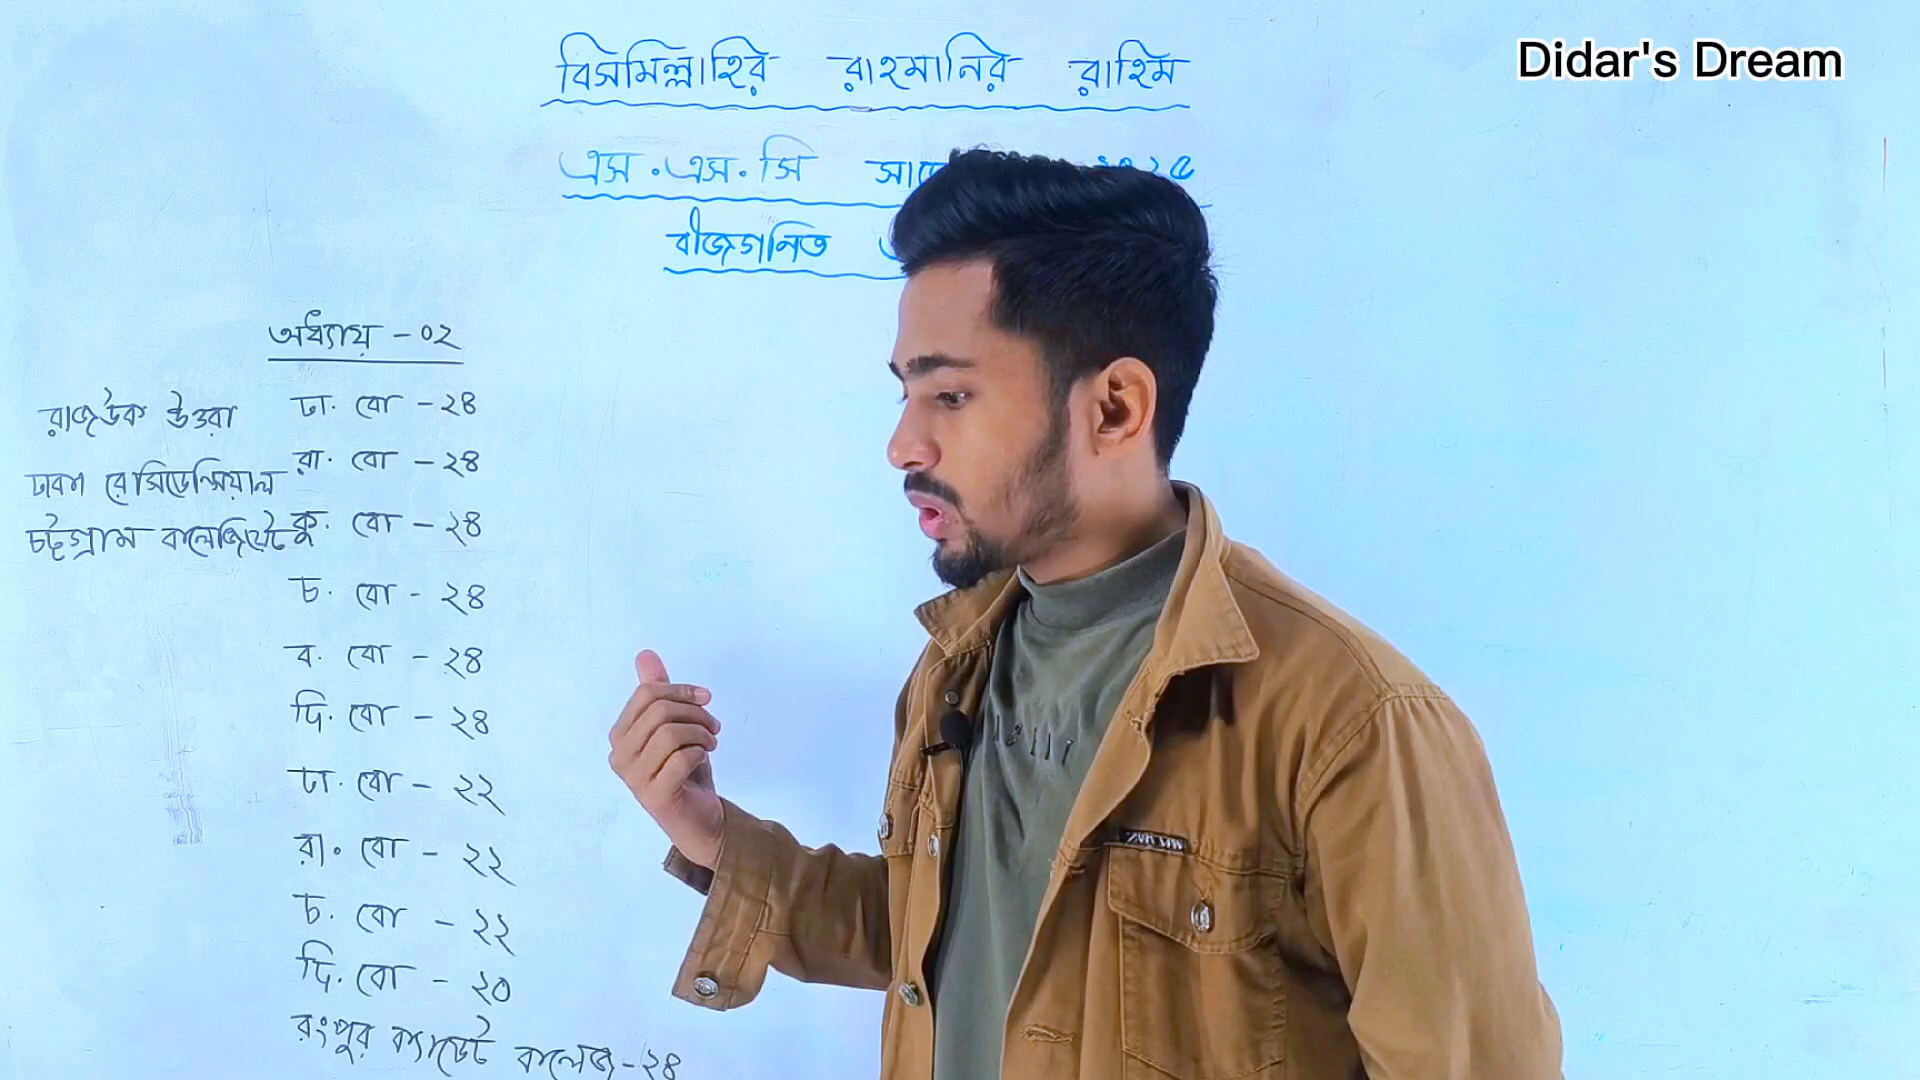 Didar's Dream
বিসমিল্লাহির রাহমানির রাহিম
এস.এস.সি
বীজগনিত
অধ্যায় - ০২
ঢা. বো - ২৪
রা. বো - ২৪
কু. বো - ২৪
চ. বো - ২৪
ব. বো - ২৪
দি. বো - ২৪
ঢা. বো - ২২
রা. বো - ২২
চ. বো - ২২
দি. বো - ২০
রংপুর ক্যাডেট কলেজ - ২৪
রাজউক উত্তরা
ঢাকা রেসিডেন্সিয়াল
চট্টগ্রাম কলেজিয়েট